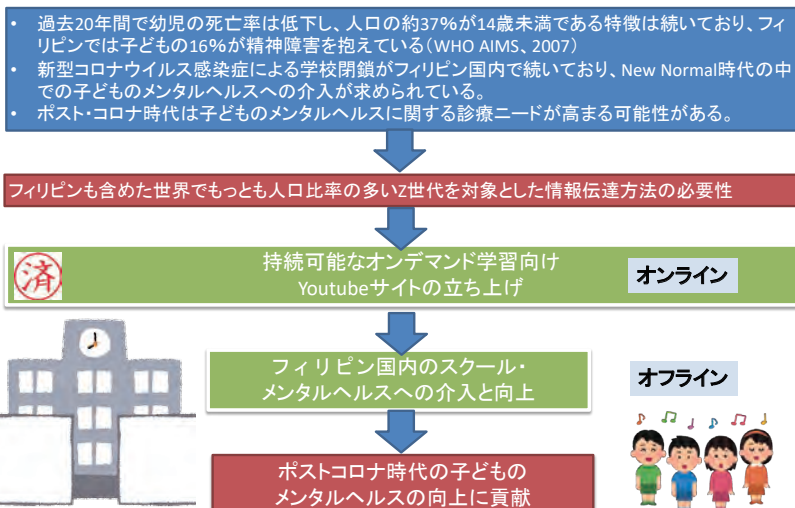 • 過去20年間で幼児の死亡率は低下し、人口の約37%が14歳未満である特徴は続いており、フィ
リピンでは子どもの16%が精神障害を抱えている(WHO AIMS、2007)
• 新型コロナウイルス感染症による学校閉鎖がフィリピン国内で続いており、New Normal時代の中
での子どものメンタルヘルスへの介入が求められている。
• ポスト・コロナ時代は子どものメンタルヘルスに関する診療ニードが高まる可能性がある。
フィリピンも含めた世界でもっとも人口比率の多いZ世代を対象とした情報伝達方法の必要性
済
持続可能なオンデマンド学習向け
Youtubeサイトの立ち上げ
オンライン
フィリピン国内のスクール・
メンタルヘルスへの介入と向上
オフライン
ポストコロナ時代の子どもの
メンタルヘルスの向上に貢献